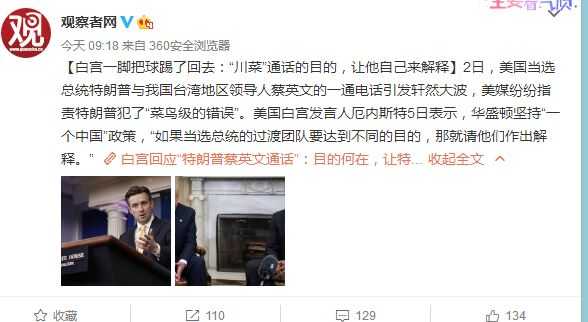 主要看气质
观 观察者网
www.guancha.cn
今天 09:18 来自 360安全浏览器
【白宫一脚把球踢了回去：“川菜”通话的目的，让他自己来解释】2日，美国当选
总统特朗普与我国台湾地区领导人蔡英文的一通电话引发轩然大波，美媒纷纷指
责特朗普犯了“菜鸟级的错误”。美国白宫发言人厄内斯特5日表示，华盛顿坚持“一
个中国”政策，“如果当选总统的过渡团队要达到不同的目的，那就请他们作出解
释。” 白宫回应“特朗普蔡英文通话”：目的何在，让特... 收起全文
收藏 110 129 134